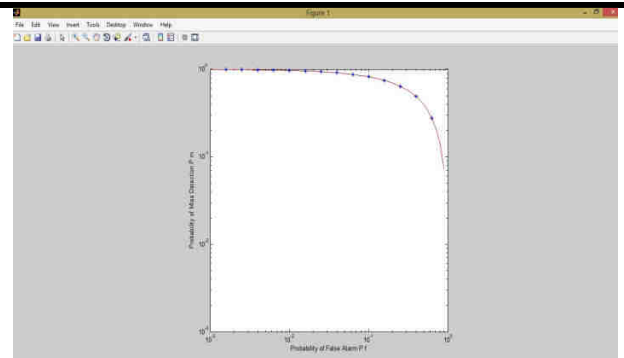 Figure 1
File Edit View Insert Tools Desktop Window Help
Probability of Miss Detection P m
Probability of False Alarm P f